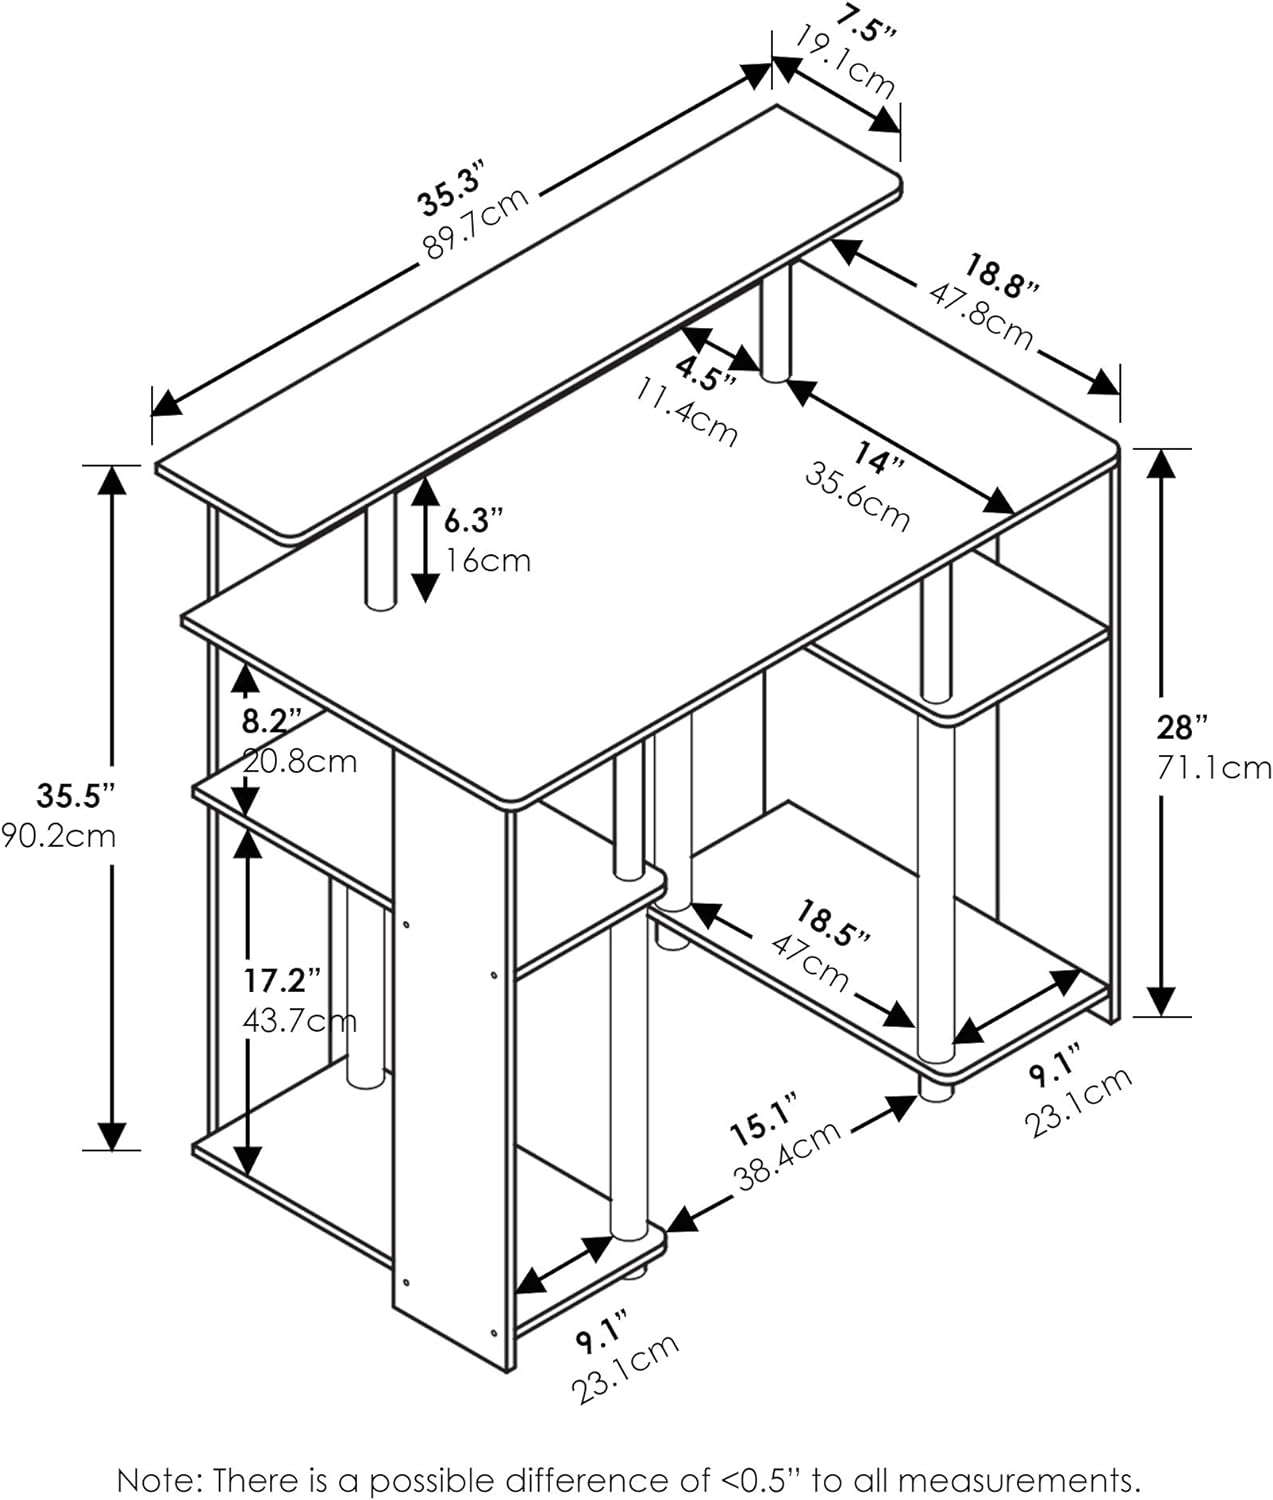 7.5”
19.1cm
35.3”
89.7cm
18.8”
47.8cm
4.5”
11.4cm
14”
35.6cm
6.3”
16cm
8.2”
20.8cm
28”
71.1cm
35.5”
90.2cm
18.5”
47cm
17.2”
43.7cm
9.1”
23.1cm
15.1”
38.4cm
9.1”
23.1cm
Note: There is a possible difference of <0.5” to all measurements.